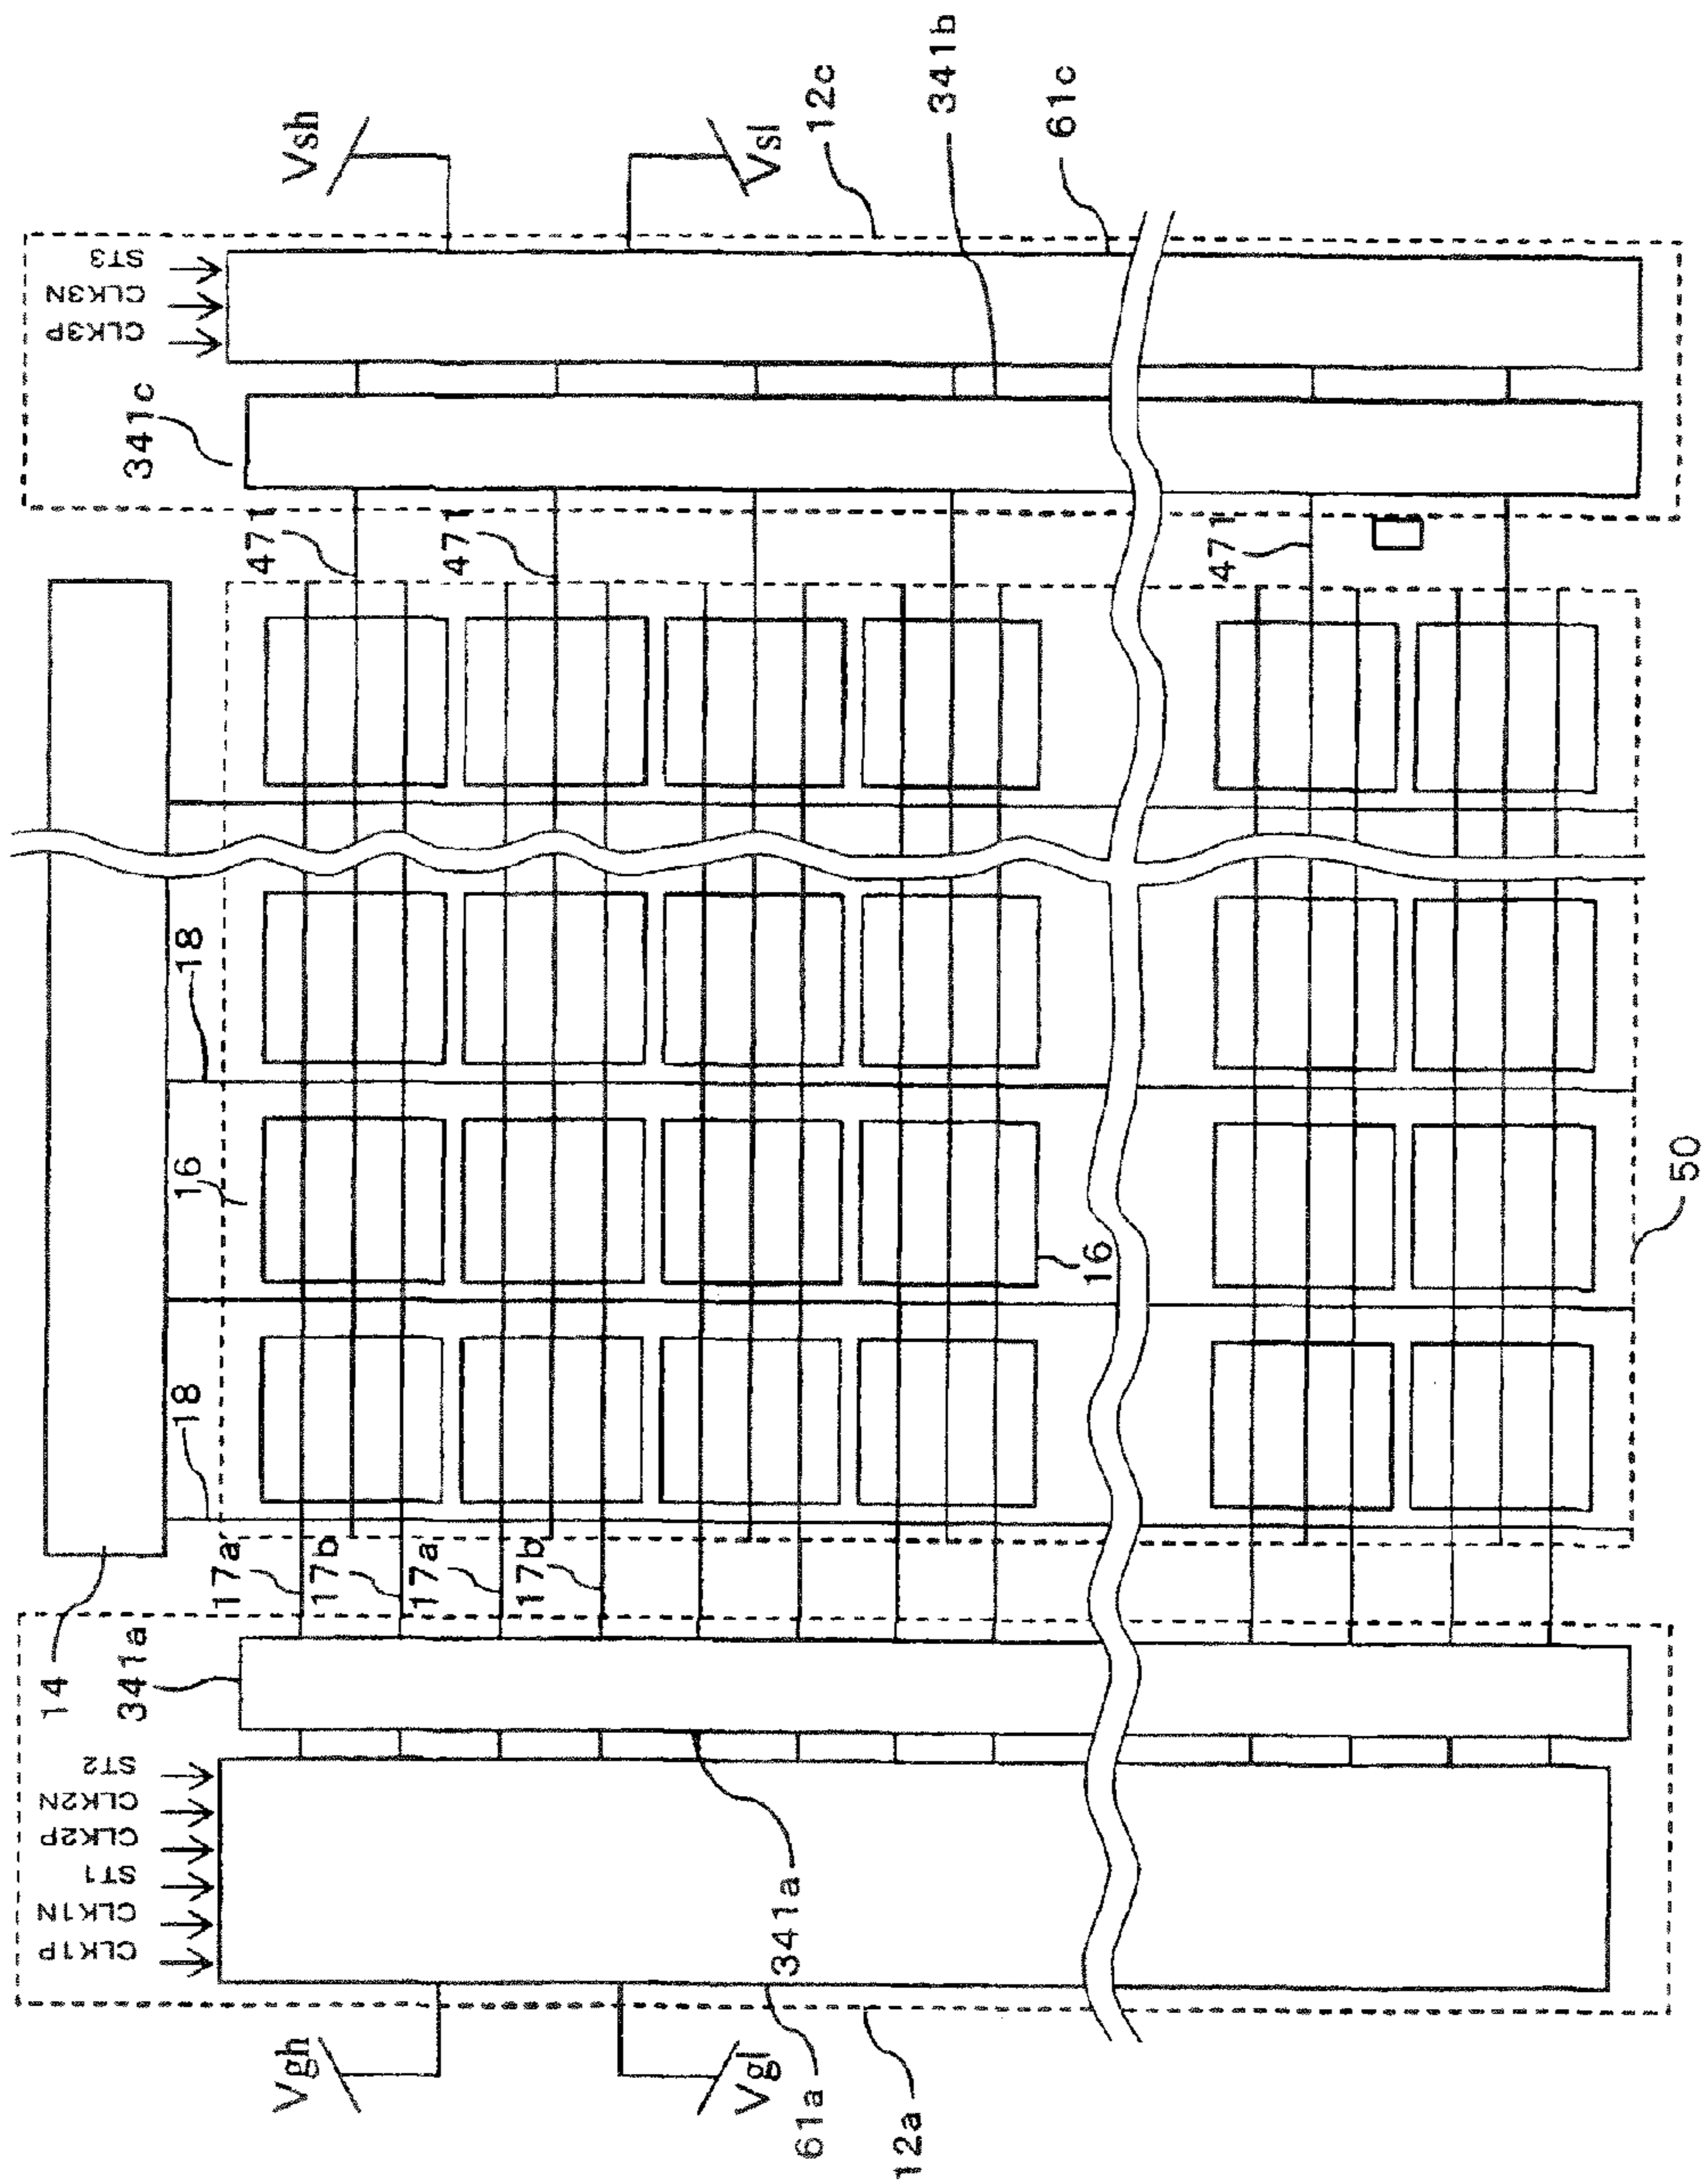 CLK1P
CLK1N
ST1
CLK2P
CLK2N
ST2
14
CLK3P
CLK3N
ST3
341a
341c
18
16
18
17a
471
Vgh
Vsh
17b
17a
471
17b
Vgl
Vsl
341a
61a
12c
12a
341b
61c
16
471
50